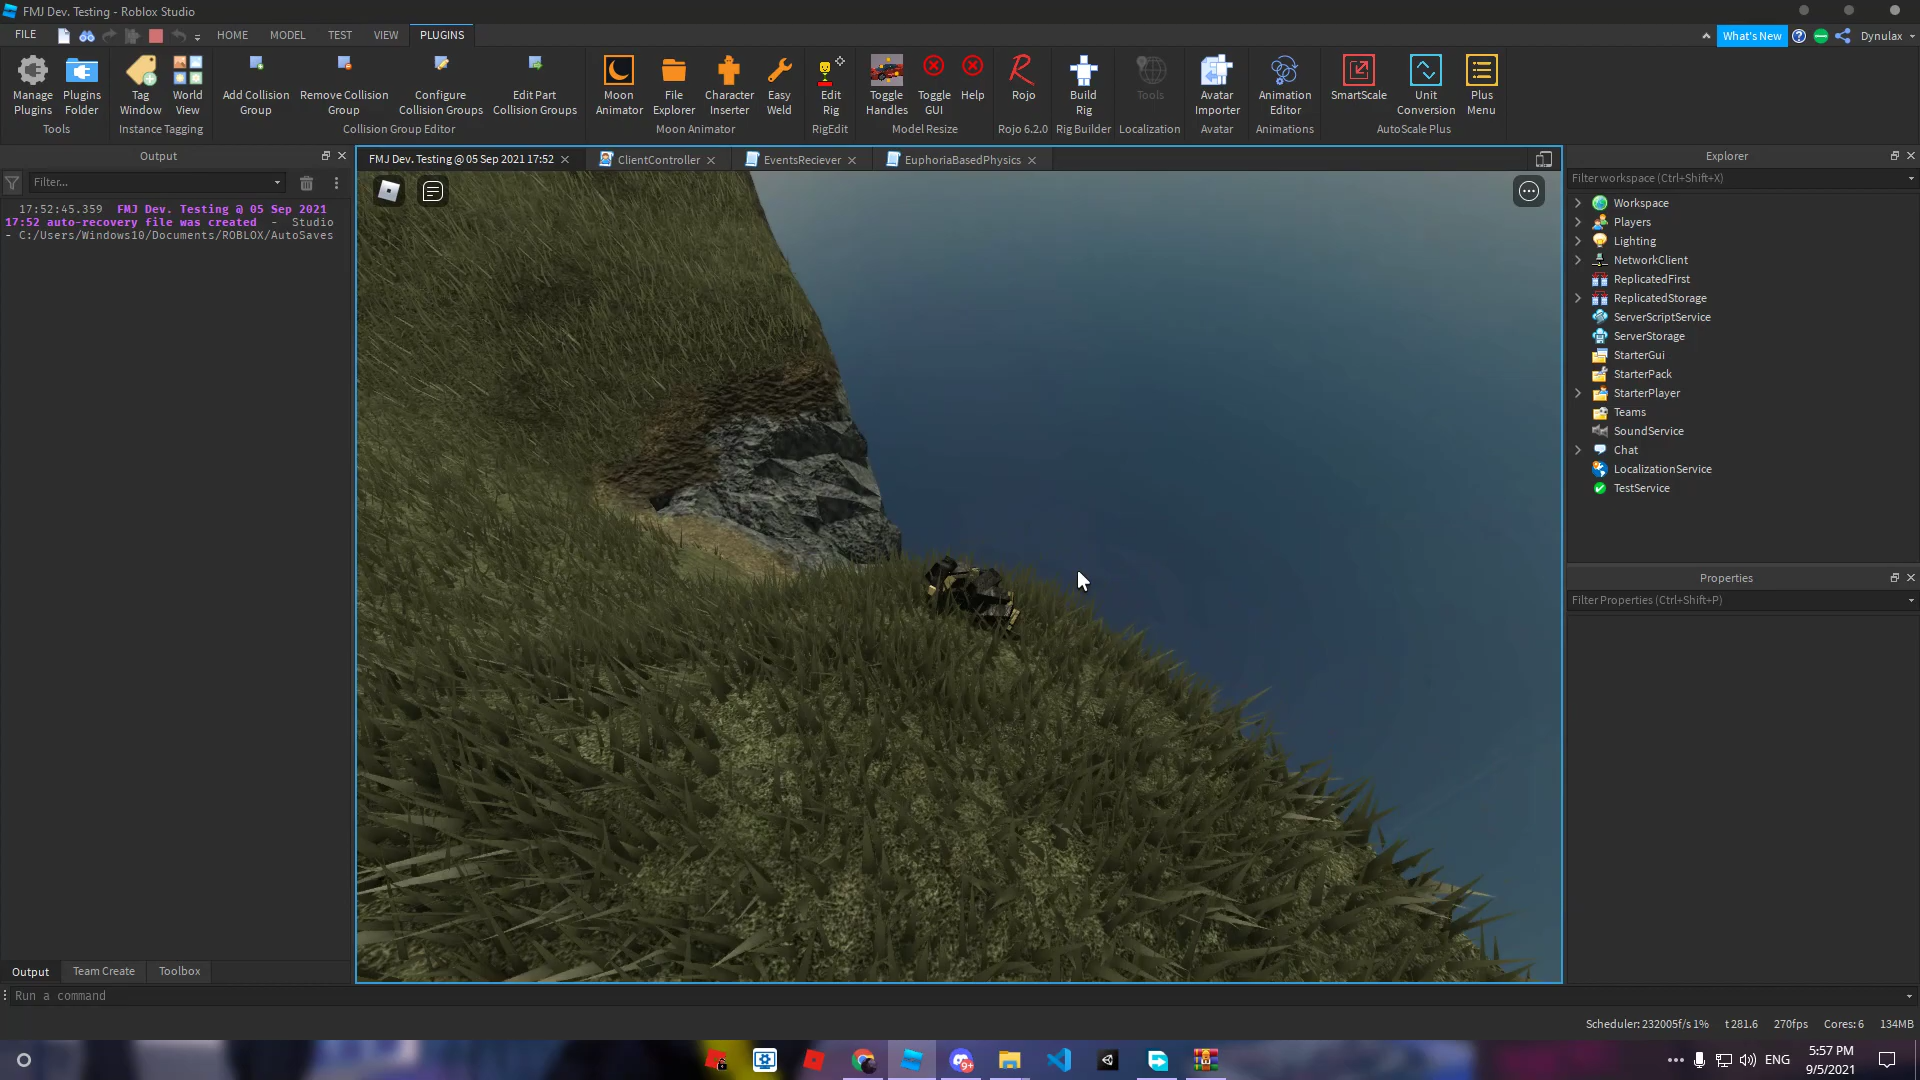 FMJ Dev. Testing - Roblox Studio
FILE HOME MODEL TEST VIEW PLUGINS What's New Dynulax
Manage Plugins
Plugins Folder
Tools
Tag Window
World View
Instance Tagging
Add Collision Group
Remove Collision Group
Configure Collision Groups
Edit Part Collision Groups
Collision Group Editor
Moon Animator
File Explorer
Character Inserter
Easy Weld
Moon Animator
Edit Rig
RigEdit
Toggle Handles
Toggle GUI
Help
Model Resize
Rojo
Rojo 6.2.0
Build Rig
Rig Builder
Tools
Localization
Avatar Importer
Avatar
Animation Editor
Animations
SmartScale
Unit Conversion
Plus Menu
AutoScale Plus
Output
Filter...
17:52:45.359 FMJ Dev. Testing @ 05 Sep 2021
17:52 auto-recovery file was created - Studio
- C:/Users/Windows10/Documents/ROBLOX/AutoSaves
FMJ Dev. Testing @ 05 Sep 2021 17:52 ClientController EventsReciever EuphoriaBasedPhysics
Explorer
Filter workspace (Ctrl+Shift+X)
Workspace
Players
Lighting
NetworkClient
ReplicatedFirst
ReplicatedStorage
ServerScriptService
ServerStorage
StarterGui
StarterPack
StarterPlayer
Teams
SoundService
Chat
LocalizationService
TestService
Properties
Filter Properties (Ctrl+Shift+P)
Output Team Create Toolbox
Run a command
Scheduler: 232005f/s 1% t 281.6 270fps Cores: 6 134MB
9+
ENG
5:57 PM
9/5/2021